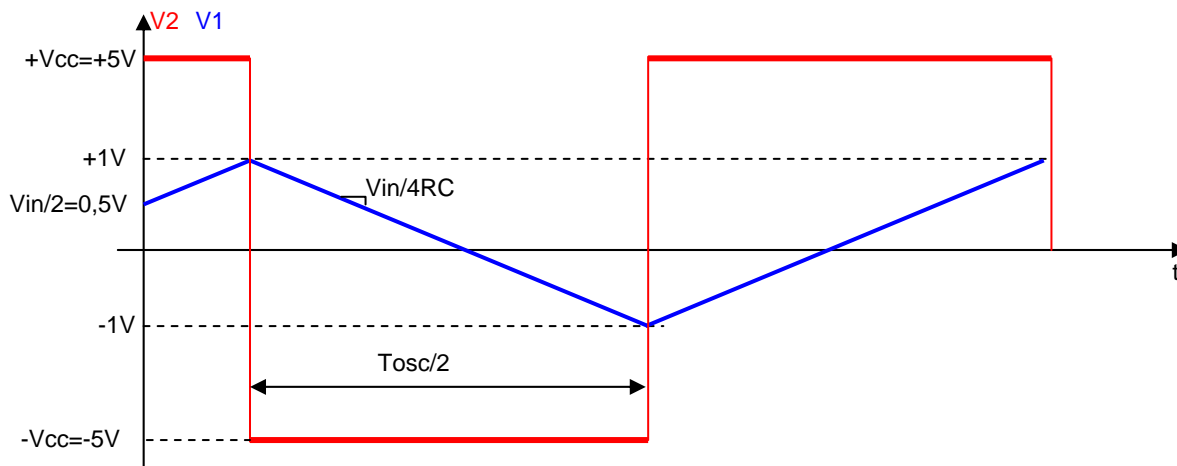 V2 V1
+Vcc=+5V
+1V
Vin/4RC
Vin/2=0,5V
t
-1V
Tosc/2
-Vcc=-5V